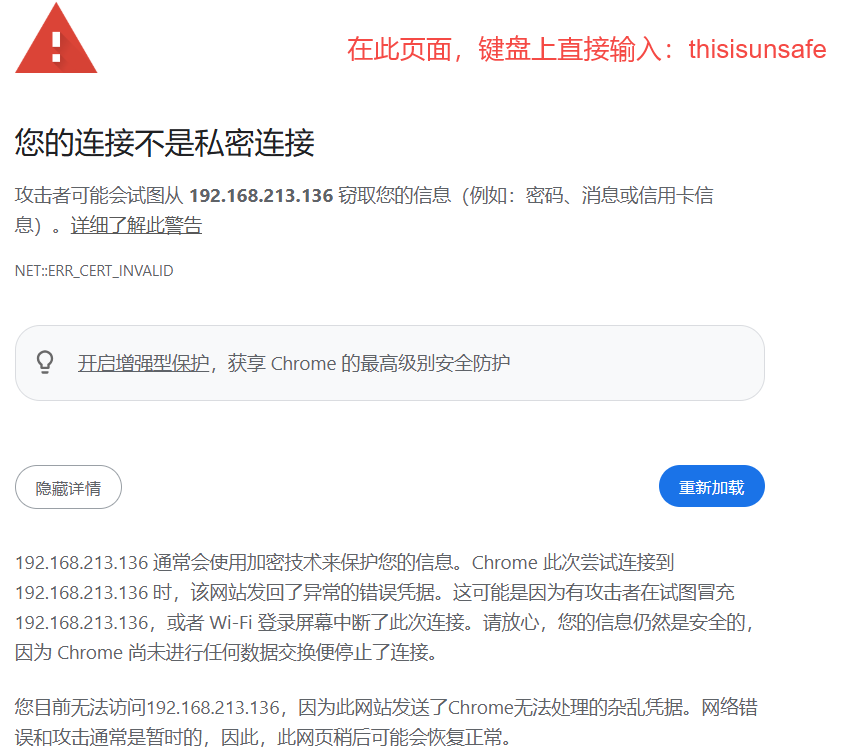 在此页面，键盘上直接输入：thisisunsafe
您的连接不是私密连接
攻击者可能会试图从 192.168.213.136 窃取您的信息（例如：密码、消息或信用卡信
息）。详细了解此警告
NET::ERR_CERT_INVALID
开启增强型保护，获享 Chrome 的最高级别安全防护
隐藏详情
重新加载
192.168.213.136 通常会使用加密技术来保护您的信息。Chrome 此次尝试连接到
192.168.213.136 时，该网站发回了异常的错误凭据。这可能是因为有攻击者在试图冒充
192.168.213.136，或者 Wi-Fi 登录屏幕中断了此次连接。请放心，您的信息仍然是安全的，
因为 Chrome 尚未进行任何数据交换便停止了连接。
您目前无法访问192.168.213.136，因为此网站发送了Chrome无法处理的杂乱凭据。网络错
误和攻击通常是暂时的，因此，此网页稍后可能会恢复正常。